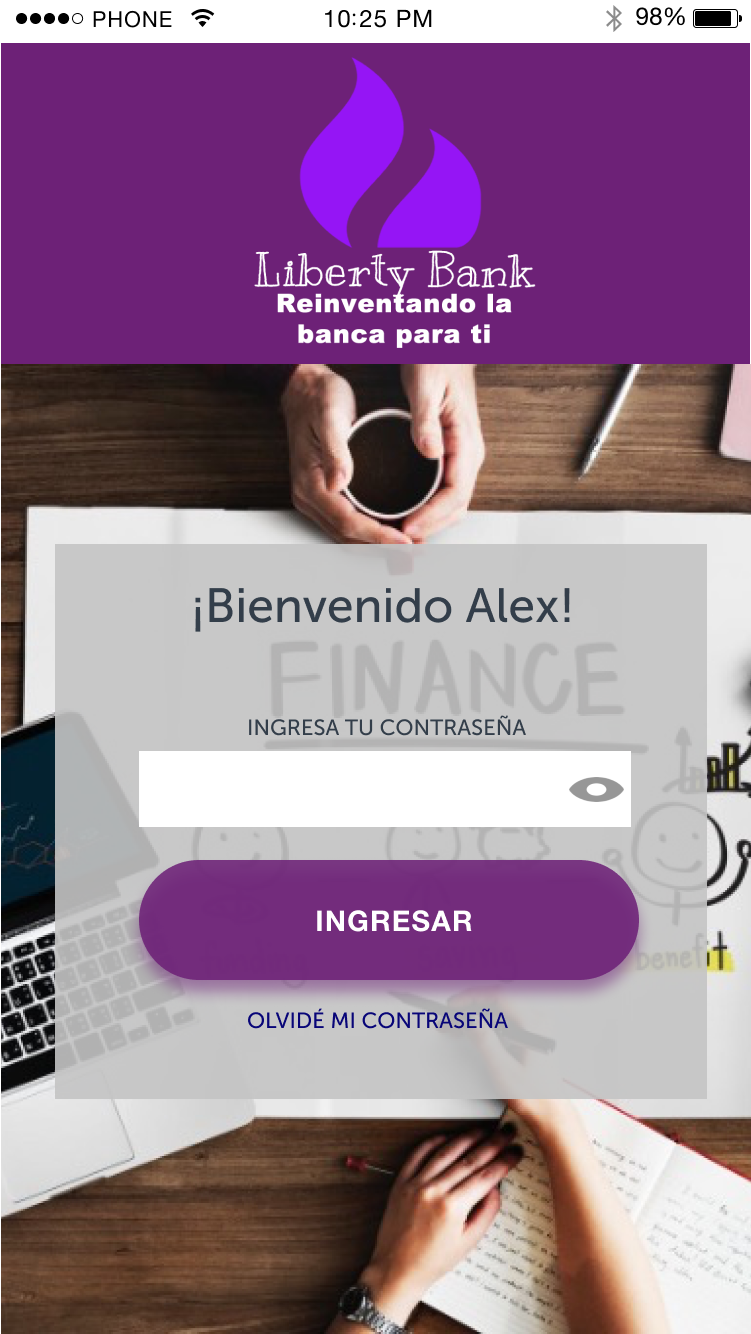 PHONE 10:25 PM 98%
Liberty Bank
Reinventando la
banca para ti
¡Bienvenido Alex!
FINANCE
INGRESA TU CONTRASEÑA
INGRESAR
benefit
OLVIDÉ MI CONTRASEÑA